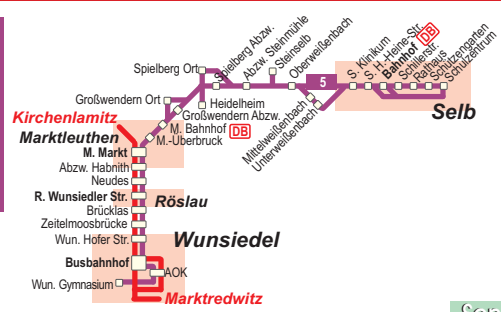 Spielberg Ort
Spielberg Abzw.
Abzw. Steinmühle
Steinselb
Oberweißenbach
5
S. Klinikum
S. H.-Heine-Str.
Bahnhof DB
Schillerstr.
Rathaus
Schützengarten
Schulzentrum
Selb
Großwendern Ort
Heidelheim
Großwendern Abzw.
Mittelweißenbach
Unterweißenbach
Kirchenlamitz
M. Bahnhof DB
M.-Überbruck
Marktleuthen
M. Markt
Abzw. Habnith
Neudes
R. Wunsiedler Str.
Röslau
Brücklas
Zeitelmoosbrücke
Wun. Hofer Str.
Wunsiedel
Busbahnhof
AOK
Wun. Gymnasium
Marktredwitz